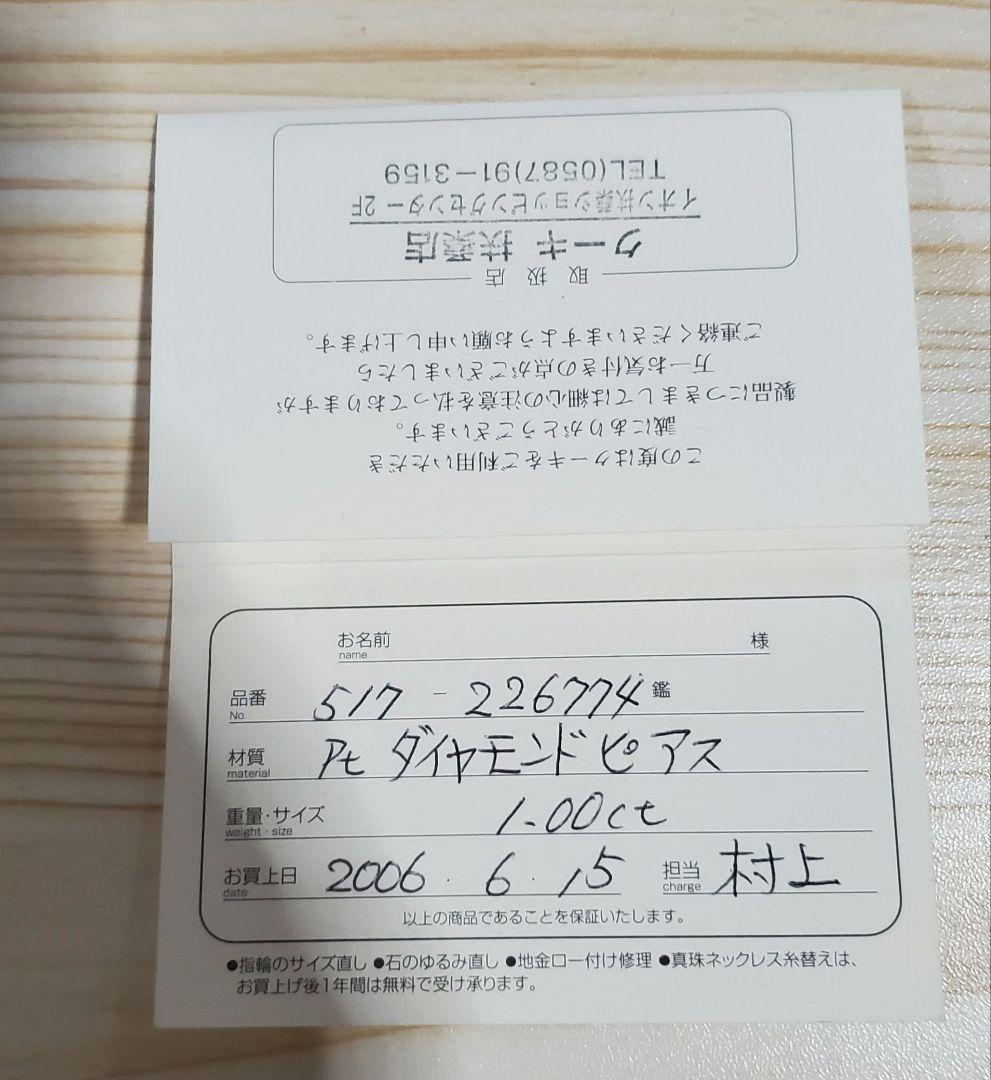 この度はクーキをご利用いただき
誠にありがとうございます。
製品につきましては細心の注意を払っておりますが
万一お気付きの点がございましたら
ご連絡くださいますようお願い申し上げます。
取扱店
クーキ 扶桑店
イオン扶桑ショッピングセンター 2F
TEL(0587)91-3159
お名前 様
name
品番 517 - 226774 鑑
No.
材質 Pt ダイヤモンド ピアス
material
重量・サイズ 1.00ct
weight・size
お買上日 2006 . 6 . 15 担当 村上
date charge
以上の商品であることを保証いたします。
●指輪のサイズ直し ●石のゆるみ直し ●地金ロー付け修理 ●真珠ネックレス糸替えは、
お買上げ後1年間は無料で受け承ります。